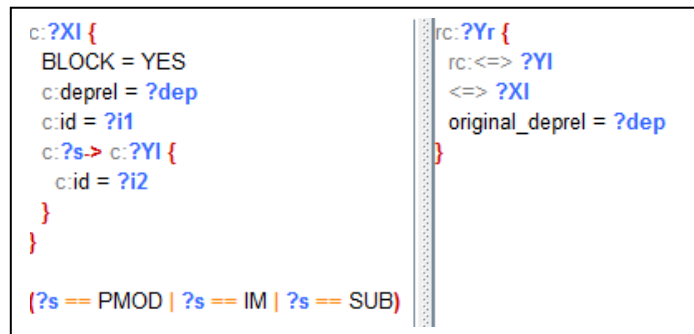 c:?Xl {
BLOCK = YES
c:deprel = ?dep
c:id = ?i1
c:?s-> c:?Yl {
c:id = ?i2
}
}
(?s == PMOD | ?s == IM | ?s == SUB)
rc:?Yr {
rc:<=> ?Yl
<=> ?Xl
original_deprel = ?dep
}